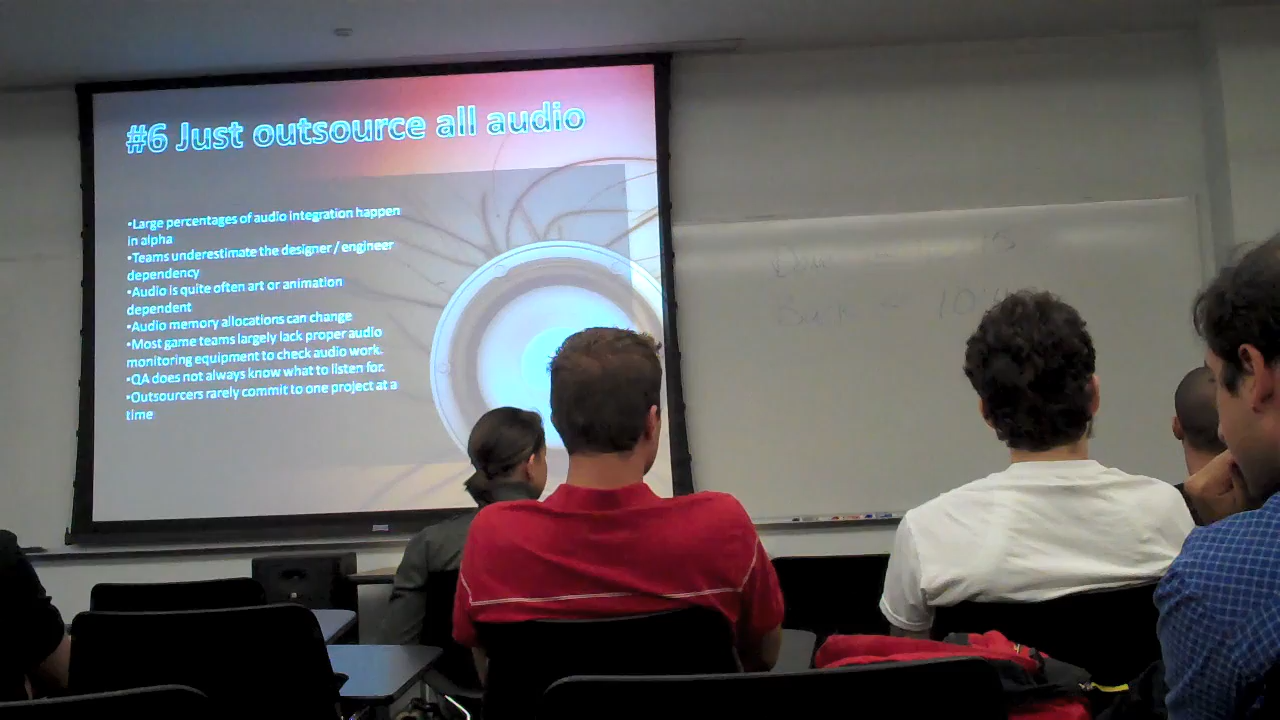 #6 Just outsource all audio
•Large percentages of audio integration happen
in alpha
•Teams underestimate the designer / engineer
dependency
•Audio is quite often art or animation
dependent
•Audio memory allocations can change
•Most game teams largely lack proper audio
monitoring equipment to check audio work.
•QA does not always know what to listen for.
•Outsourcers rarely commit to one project at a
time